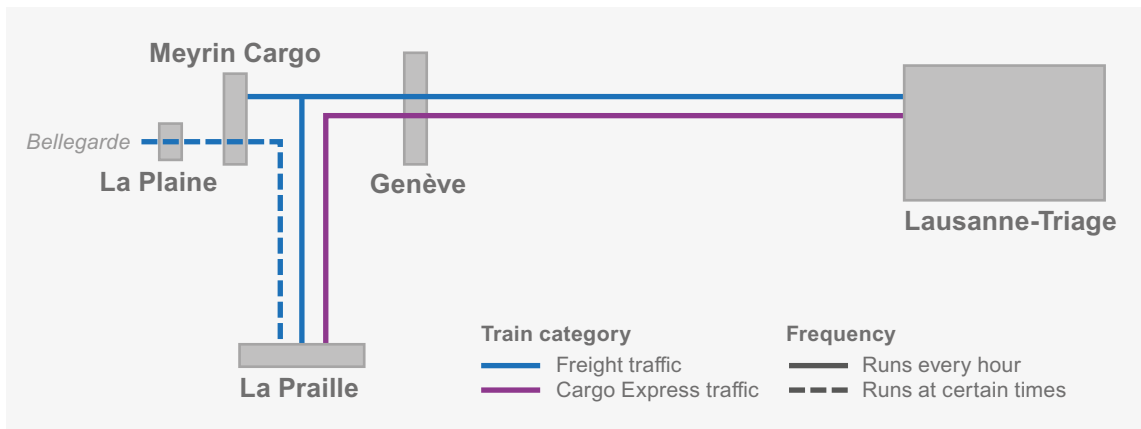 Meyrin Cargo
Bellegarde
La Plaine
Genève
Lausanne-Triage
La Praille
Train category
Freight traffic
Cargo Express traffic
Frequency
Runs every hour
Runs at certain times